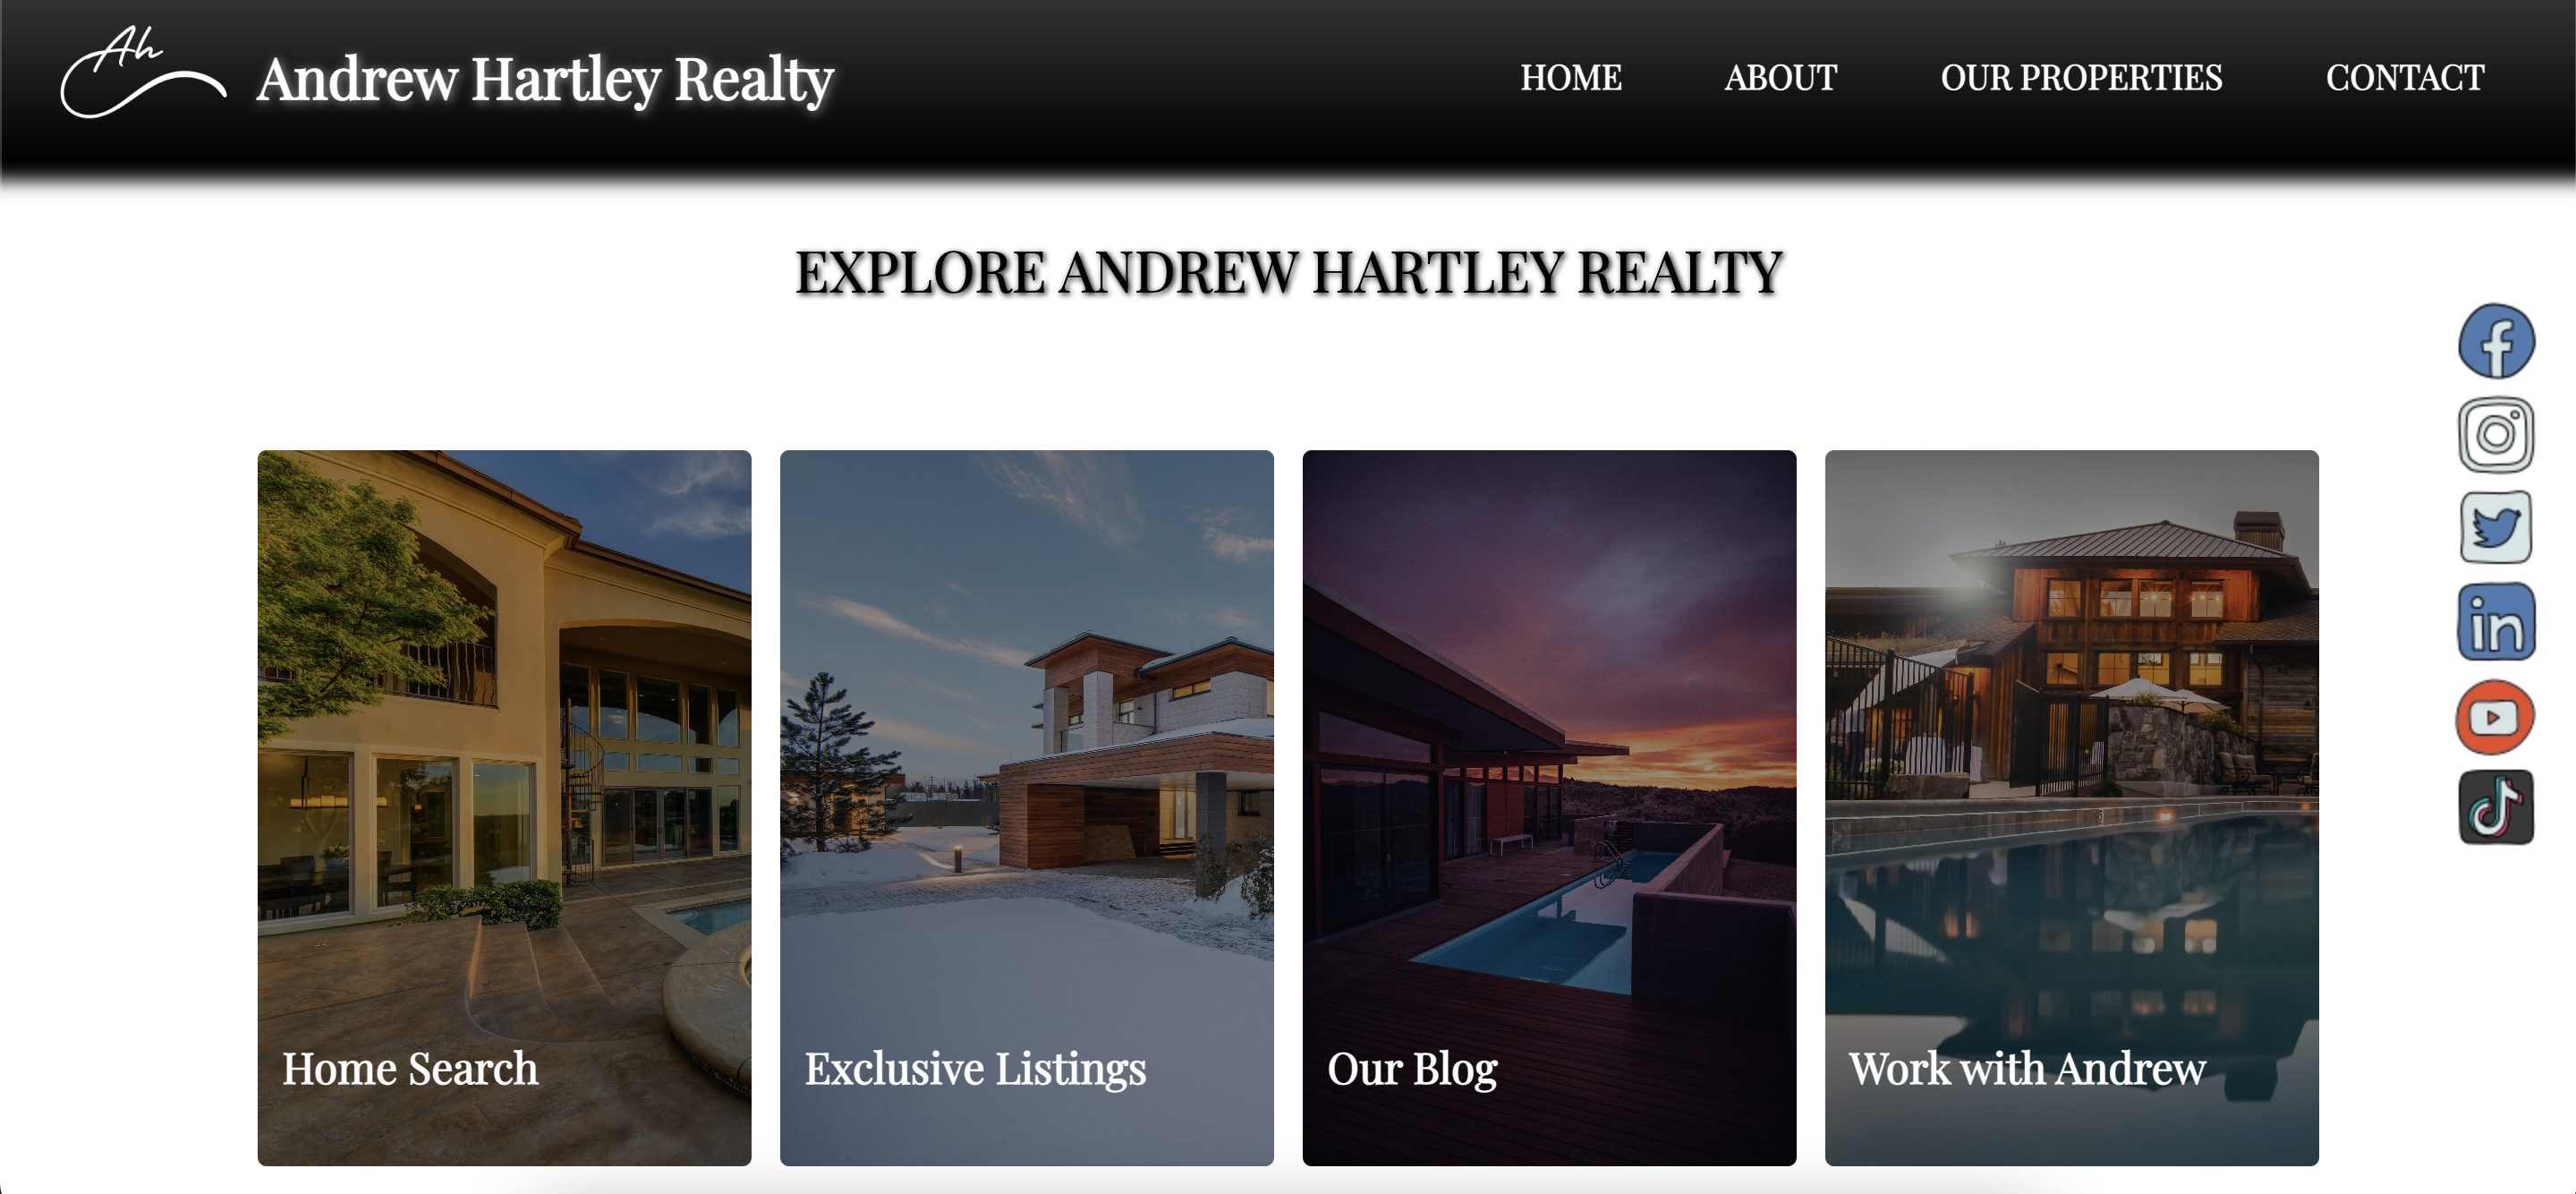 Ah
Andrew Hartley Realty
HOME
ABOUT
OUR PROPERTIES
CONTACT
EXPLORE ANDREW HARTLEY REALTY
f
in
Home Search
Exclusive Listings
Our Blog
Work with Andrew